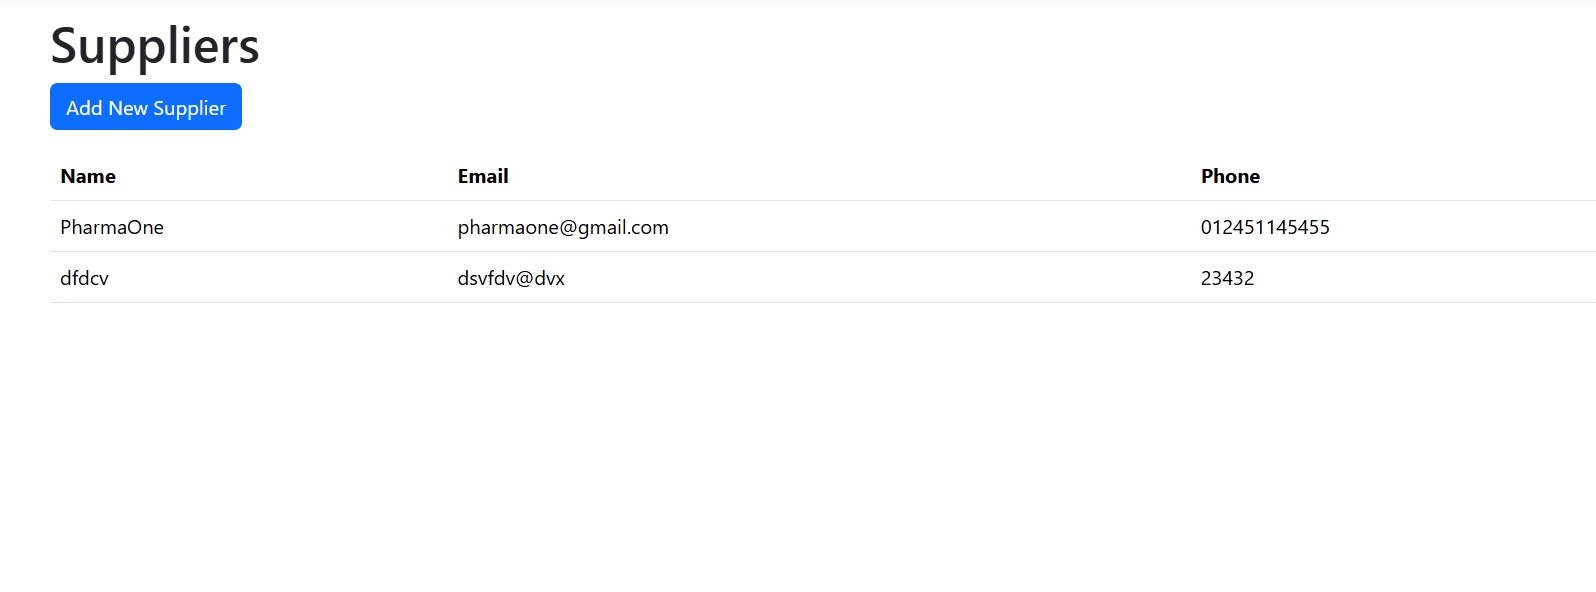 Suppliers
Add New Supplier
Name Email Phone
PharmaOne pharmaone@gmail.com 012451145455
dfdcv dsvfdv@dvx 23432